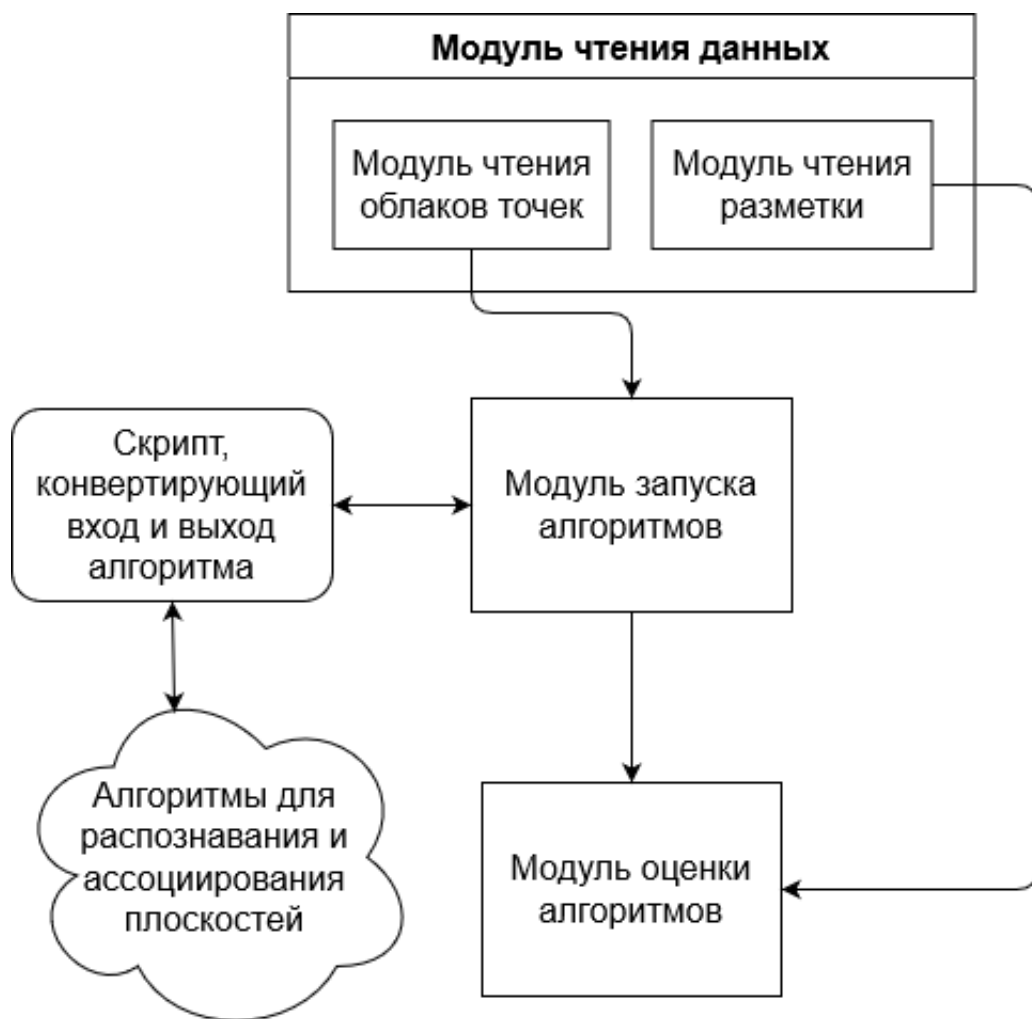 Модуль чтения данных
Модуль чтения
облаков точек
Модуль чтения
разметки
Скрипт,
конвертирующий
вход и выход
алгоритма
Модуль запуска
алгоритмов
Алгоритмы для
распознавания и
ассоциирования
плоскостей
Модуль оценки
алгоритмов